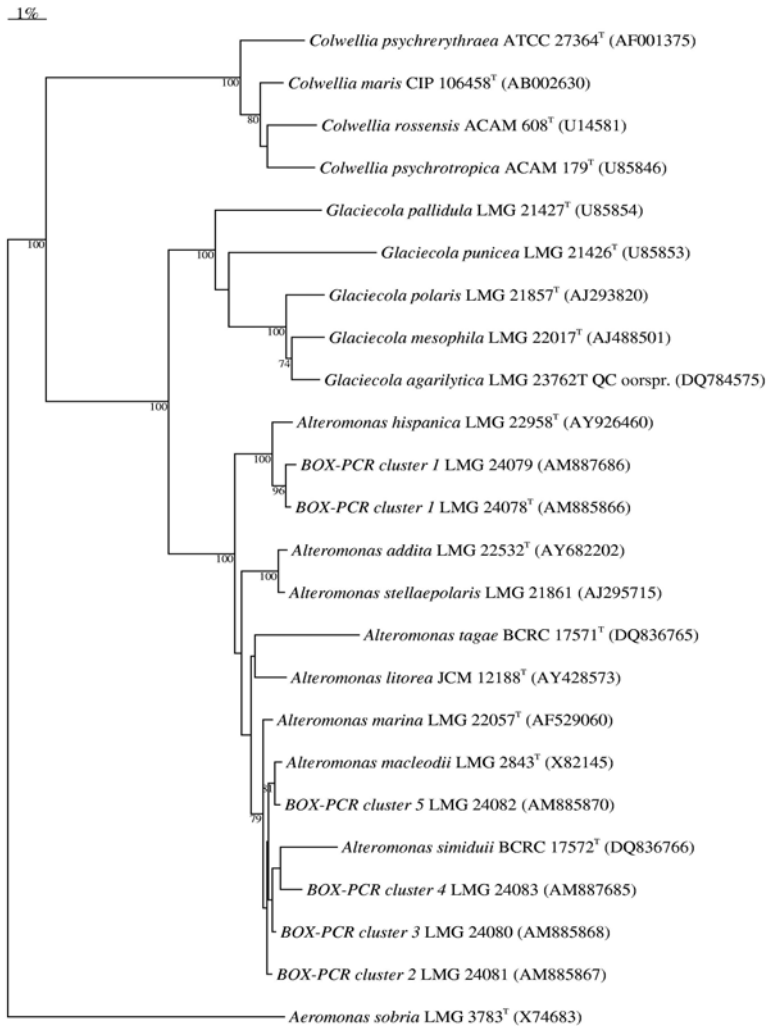 1%
Colwellia psychrerythraea ATCC 27364ᵀ (AF001375)
100
Colwellia maris CIP 106458ᵀ (AB002630)
80
Colwellia rossensis ACAM 608ᵀ (U14581)
Colwellia psychrotropica ACAM 179ᵀ (U85846)
Glaciecola pallidula LMG 21427ᵀ (U85854)
100
100
Glaciecola punicea LMG 21426ᵀ (U85853)
Glaciecola polaris LMG 21857ᵀ (AJ293820)
100
Glaciecola mesophila LMG 22017ᵀ (AJ488501)
74
Glaciecola agarilytica LMG 23762T QC oorspr. (DQ784575)
100
Alteromonas hispanica LMG 22958ᵀ (AY926460)
100
BOX-PCR cluster 1 LMG 24079 (AM887686)
96
BOX-PCR cluster 1 LMG 24078ᵀ (AM885866)
100
Alteromonas addita LMG 22532ᵀ (AY682202)
100
Alteromonas stellaepolaris LMG 21861 (AJ295715)
Alteromonas tagae BCRC 17571ᵀ (DQ836765)
Alteromonas litorea JCM 12188ᵀ (AY428573)
Alteromonas marina LMG 22057ᵀ (AF529060)
Alteromonas macleodii LMG 2843ᵀ (X82145)
BOX-PCR cluster 5 LMG 24082 (AM885870)
79
Alteromonas simiduii BCRC 17572ᵀ (DQ836766)
BOX-PCR cluster 4 LMG 24083 (AM887685)
BOX-PCR cluster 3 LMG 24080 (AM885868)
BOX-PCR cluster 2 LMG 24081 (AM885867)
Aeromonas sobria LMG 3783ᵀ (X74683)